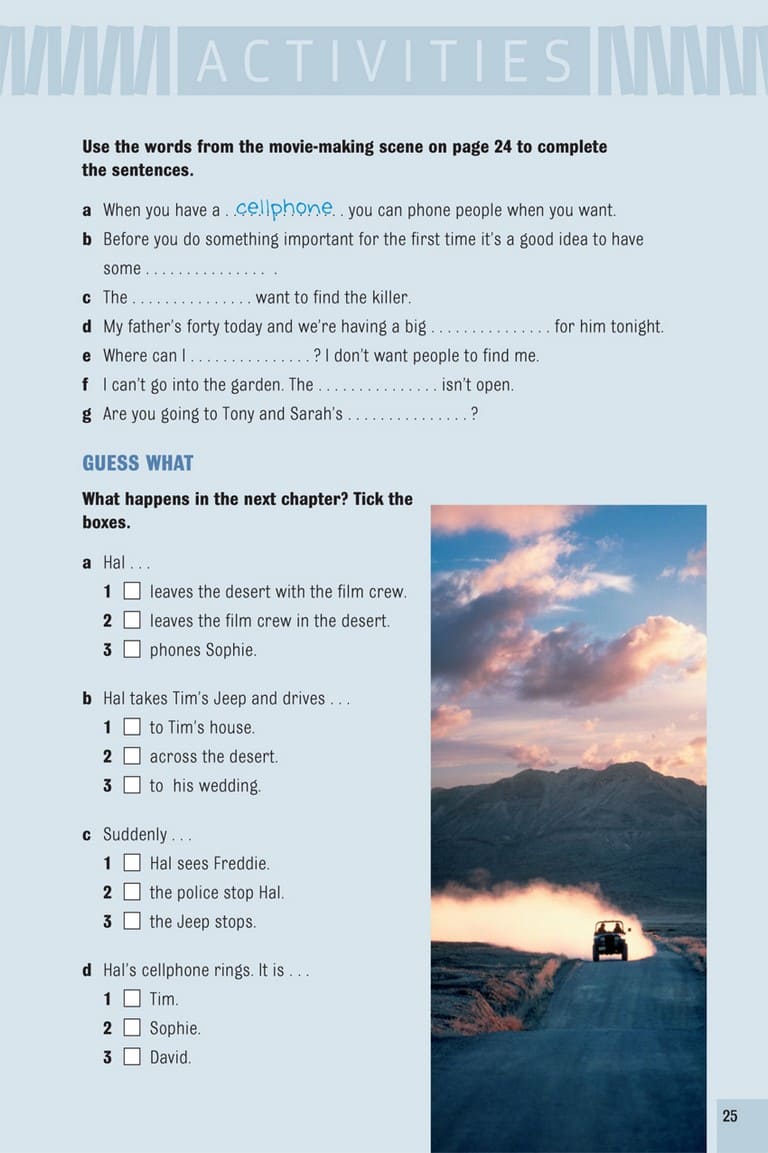 ACTIVITIES
Use the words from the movie-making scene on page 24 to complete
the sentences.
a When you have a . .cellphone. . you can phone people when you want.
b Before you do something important for the first time it's a good idea to have
some . . . . . . . . . . . . . . . .
c The . . . . . . . . . . . . . . . want to find the killer.
d My father's forty today and we're having a big . . . . . . . . . . . . . . . for him tonight.
e Where can I . . . . . . . . . . . . . . . ? I don't want people to find me.
f I can't go into the garden. The . . . . . . . . . . . . . . . isn't open.
g Are you going to Tony and Sarah's . . . . . . . . . . . . . . . ?
GUESS WHAT
What happens in the next chapter? Tick the
boxes.
a Hal . . .
1 leaves the desert with the film crew.
2 leaves the film crew in the desert.
3 phones Sophie.
b Hal takes Tim's Jeep and drives . . .
1 to Tim's house.
2 across the desert.
3 to his wedding.
c Suddenly . . .
1 Hal sees Freddie.
2 the police stop Hal.
3 the Jeep stops.
d Hal's cellphone rings. It is . . .
1 Tim.
2 Sophie.
3 David.
25